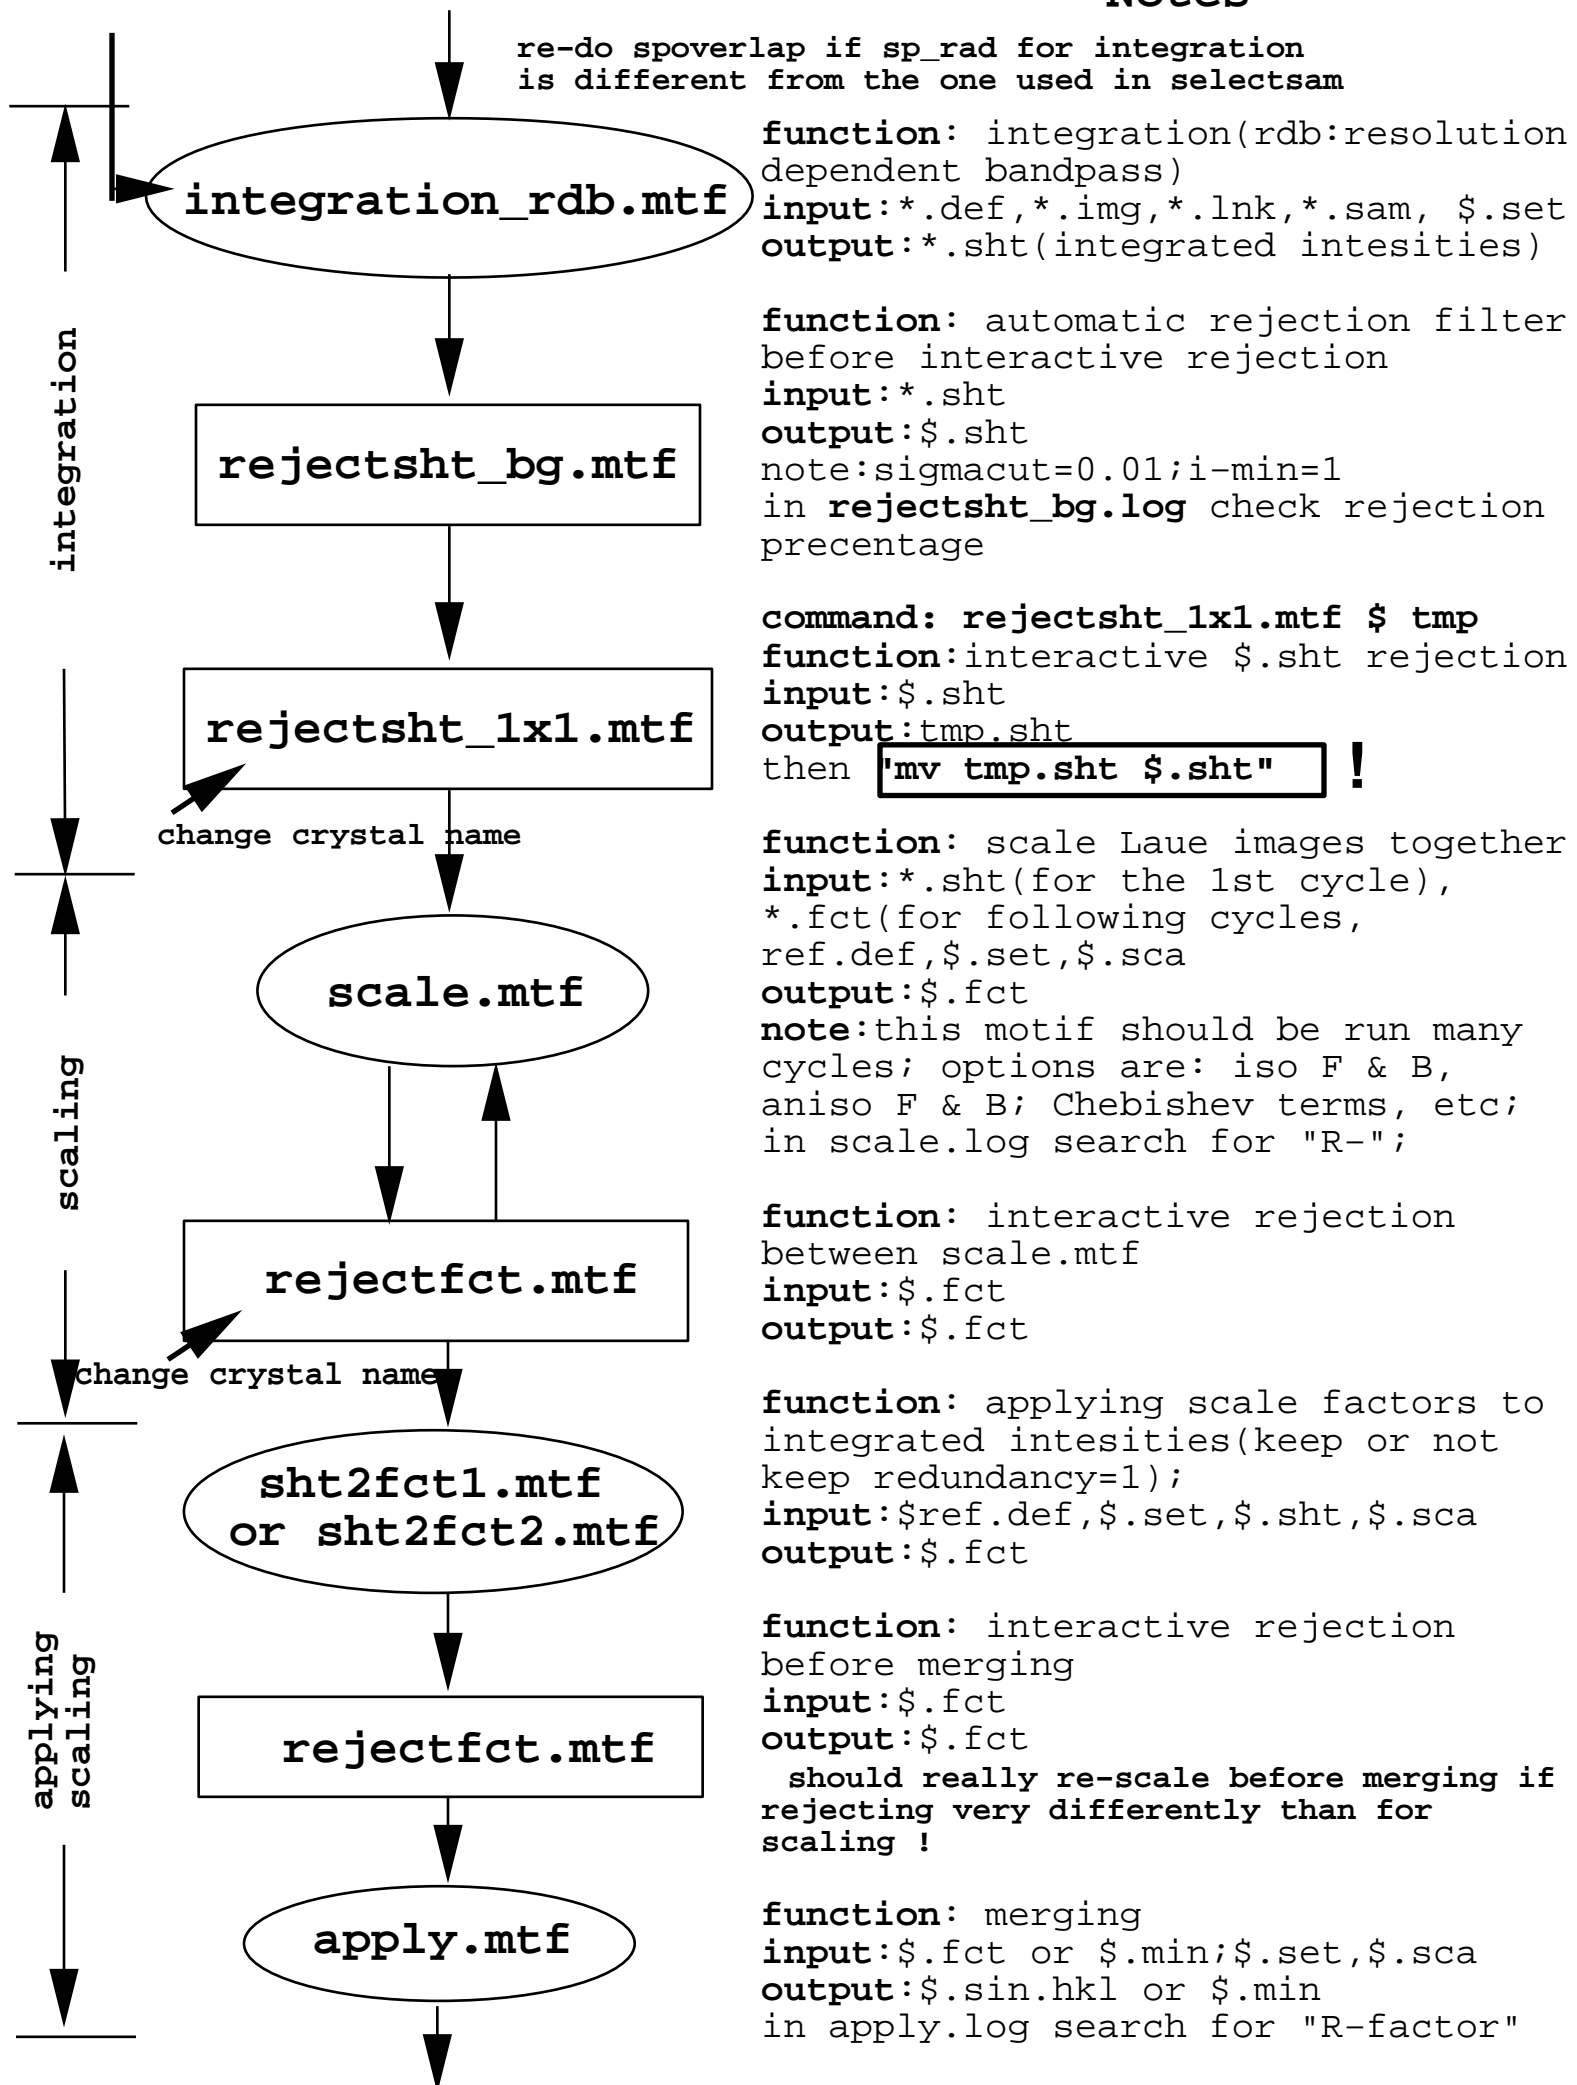 Notes
re-do spoverlap if sp_rad for integration
is different from the one used in selectsam
integration_rdb.mtf
function: integration(rdb:resolution
dependent bandpass)
input:*.def,*.img,*.lnk,*.sam, $.set
output:*.sht(integrated intesities)
integration
rejectsht_bg.mtf
function: automatic rejection filter
before interactive rejection
input:*.sht
output:$.sht
note:sigmacut=0.01;i-min=1
in rejectsht_bg.log check rejection
precentage
rejectsht_1x1.mtf
change crystal name
command: rejectsht_1x1.mtf $ tmp
function:interactive $.sht rejection
input:$.sht
output:tmp.sht
then "mv tmp.sht $.sht" !
scaling
scale.mtf
function: scale Laue images together
input:*.sht(for the 1st cycle),
*.fct(for following cycles,
ref.def,$.set,$.sca
output:$.fct
note:this motif should be run many
cycles; options are: iso F & B,
aniso F & B; Chebishev terms, etc;
in scale.log search for "R-";
rejectfct.mtf
change crystal name
function: interactive rejection
between scale.mtf
input:$.fct
output:$.fct
applying
scaling
sht2fct1.mtf
or sht2fct2.mtf
function: applying scale factors to
integrated intesities(keep or not
keep redundancy=1);
input:$ref.def,$.set,$.sht,$.sca
output:$.fct
rejectfct.mtf
function: interactive rejection
before merging
input:$.fct
output:$.fct
should really re-scale before merging if
rejecting very differently than for
scaling !
apply.mtf
function: merging
input:$.fct or $.min;$.set,$.sca
output:$.sin.hkl or $.min
in apply.log search for "R-factor"